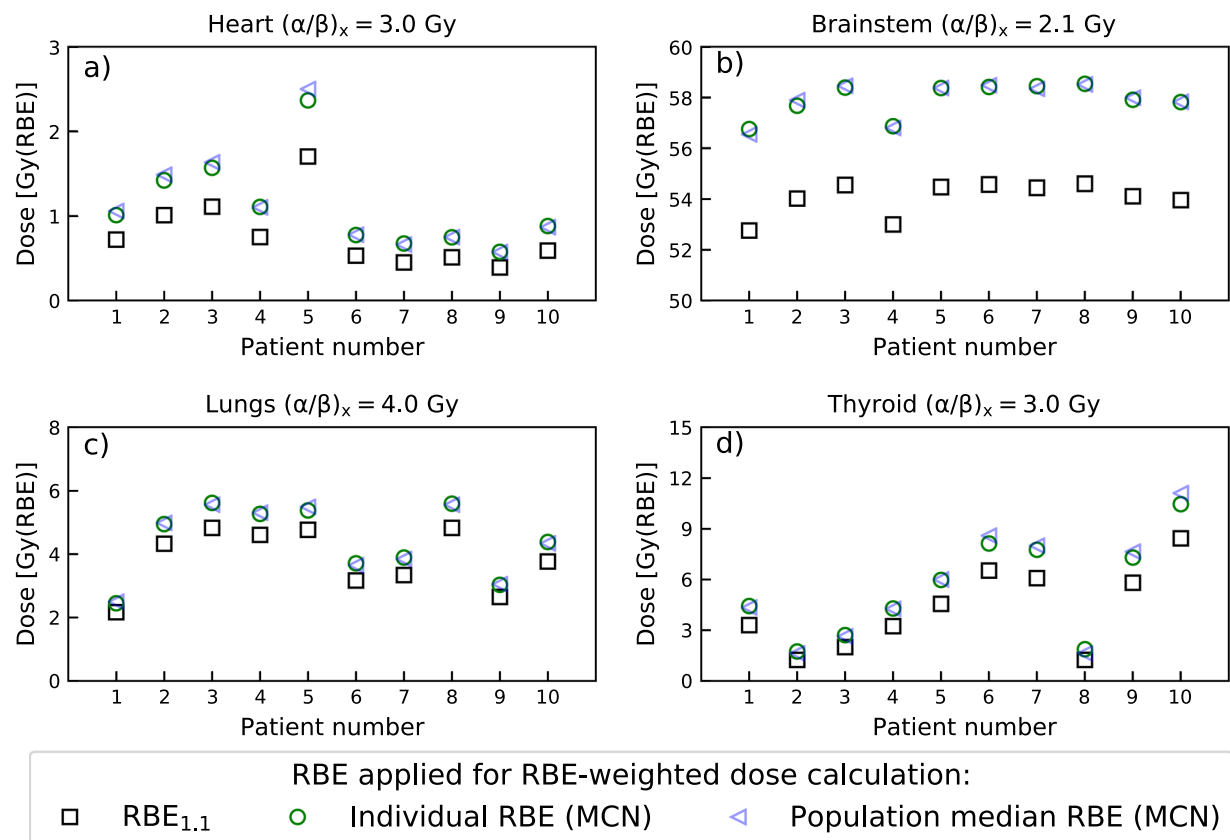 Heart (α/β)ₓ = 3.0 Gy
a)
Dose [Gy(RBE)]
3
2
1
0
1 2 3 4 5 6 7 8 9 10
Patient number
Brainstem (α/β)ₓ = 2.1 Gy
b)
Dose [Gy(RBE)]
60
58
56
54
52
50
1 2 3 4 5 6 7 8 9 10
Patient number
Lungs (α/β)ₓ = 4.0 Gy
c)
Dose [Gy(RBE)]
8
6
4
2
0
1 2 3 4 5 6 7 8 9 10
Patient number
Thyroid (α/β)ₓ = 3.0 Gy
d)
Dose [Gy(RBE)]
15
12
9
6
3
0
1 2 3 4 5 6 7 8 9 10
Patient number
RBE applied for RBE-weighted dose calculation:
RBE₁.₁ Individual RBE (MCN) Population median RBE (MCN)